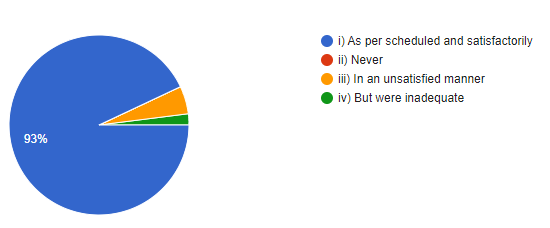 i) As per scheduled and satisfactorily
ii) Never
iii) In an unsatisfied manner
iv) But were inadequate
93%